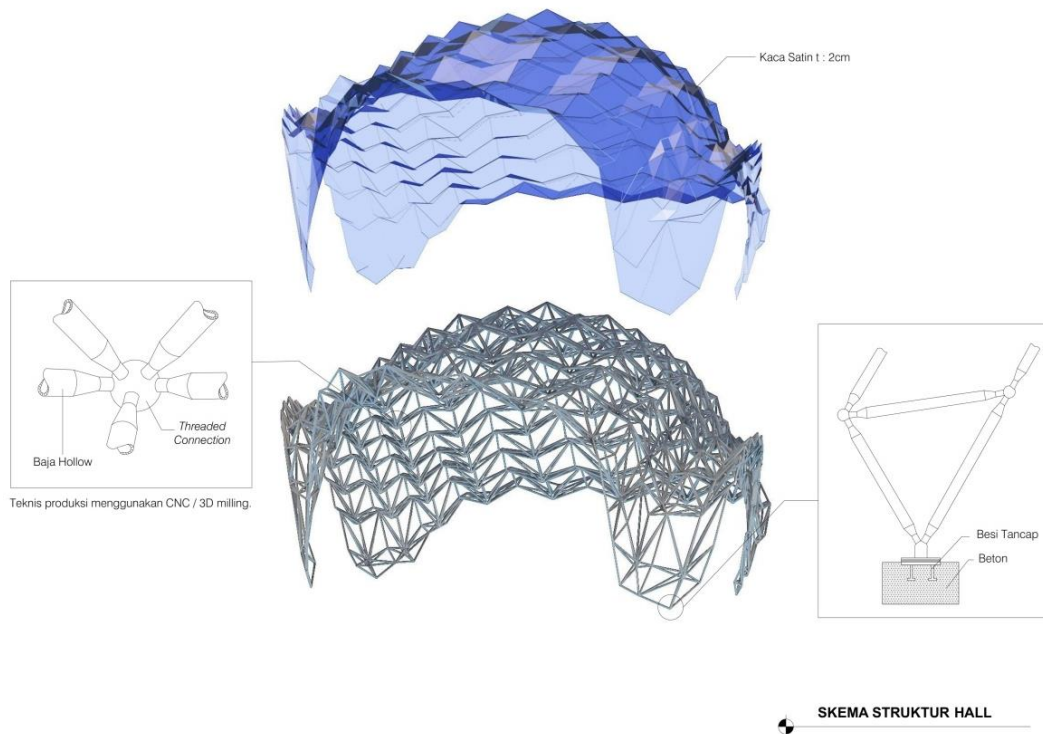 Kaca Satin t : 2cm
Threaded
Connection
Baja Hollow
Teknis produksi menggunakan CNC / 3D milling.
Besi Tancap
Beton
SKEMA STRUKTUR HALL